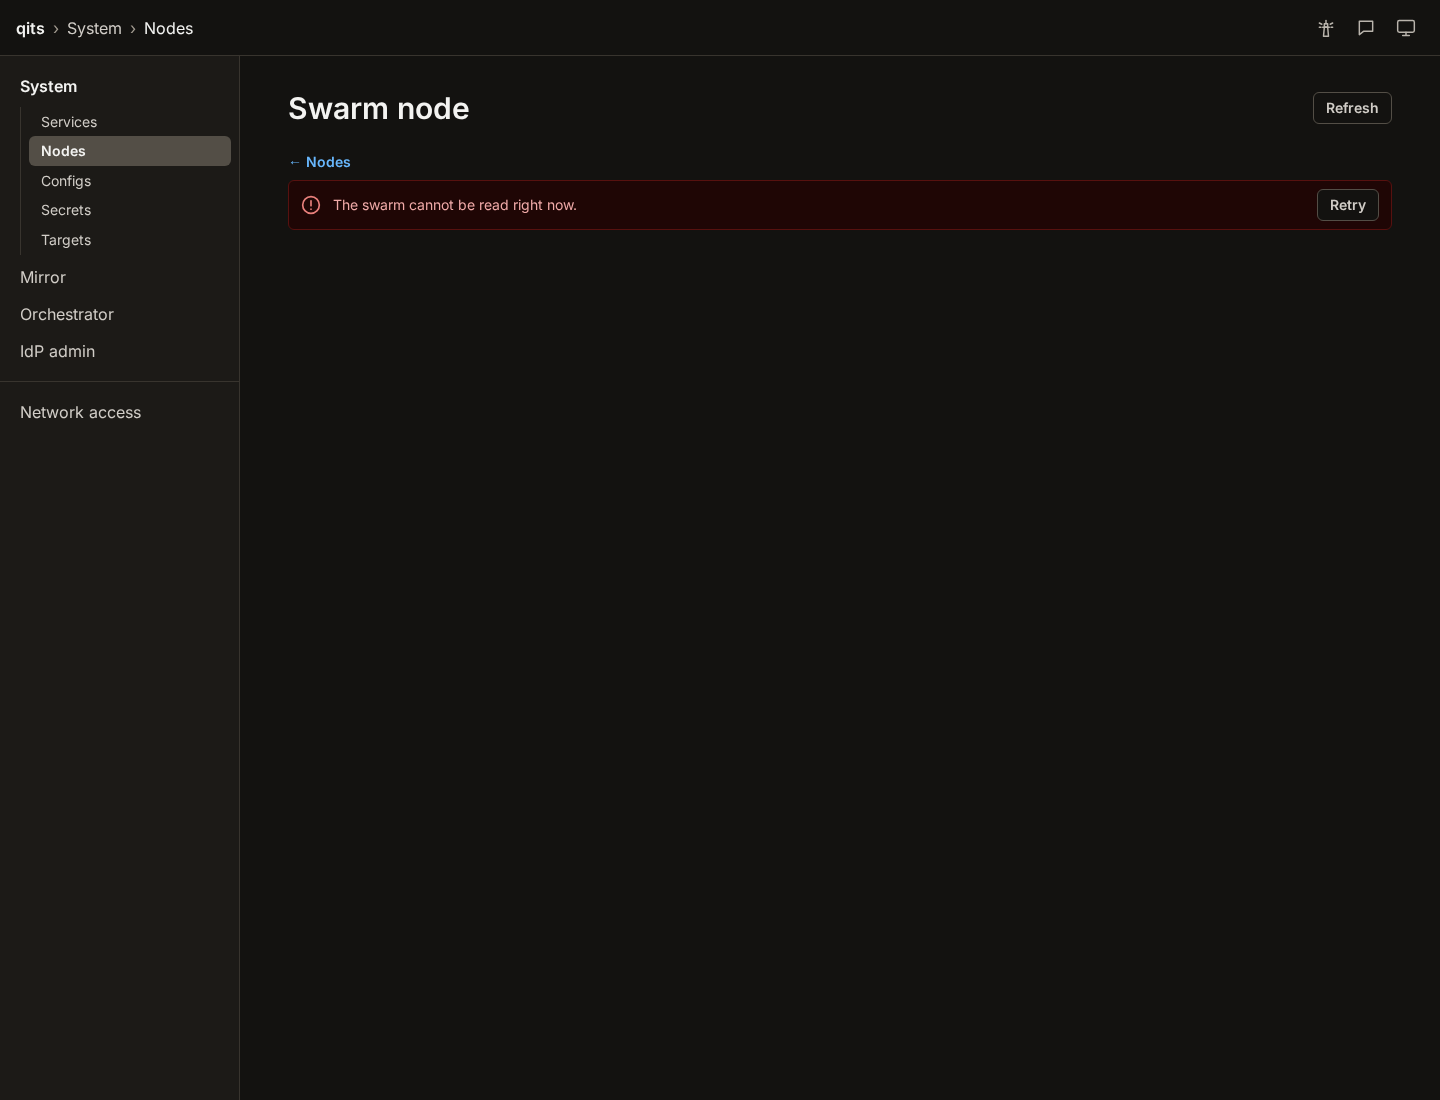 qits › System › Nodes
System
Services
Nodes
Configs
Secrets
Targets
Mirror
Orchestrator
IdP admin
Network access
Swarm node
Refresh
← Nodes
The swarm cannot be read right now.
Retry